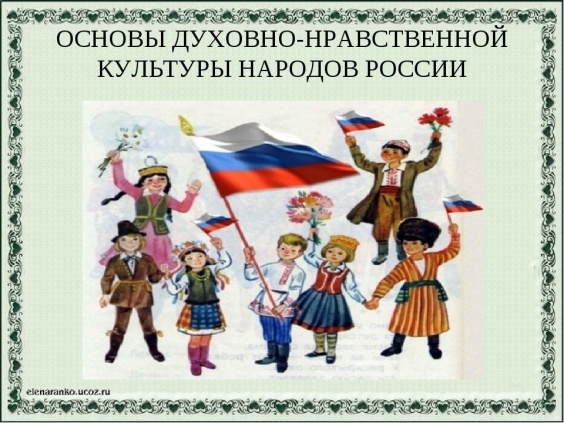 ОСНОВЫ ДУХОВНО-НРАВСТВЕННОЙ
КУЛЬТУРЫ НАРОДОВ РОССИИ
elenaranko.ucoz.ru